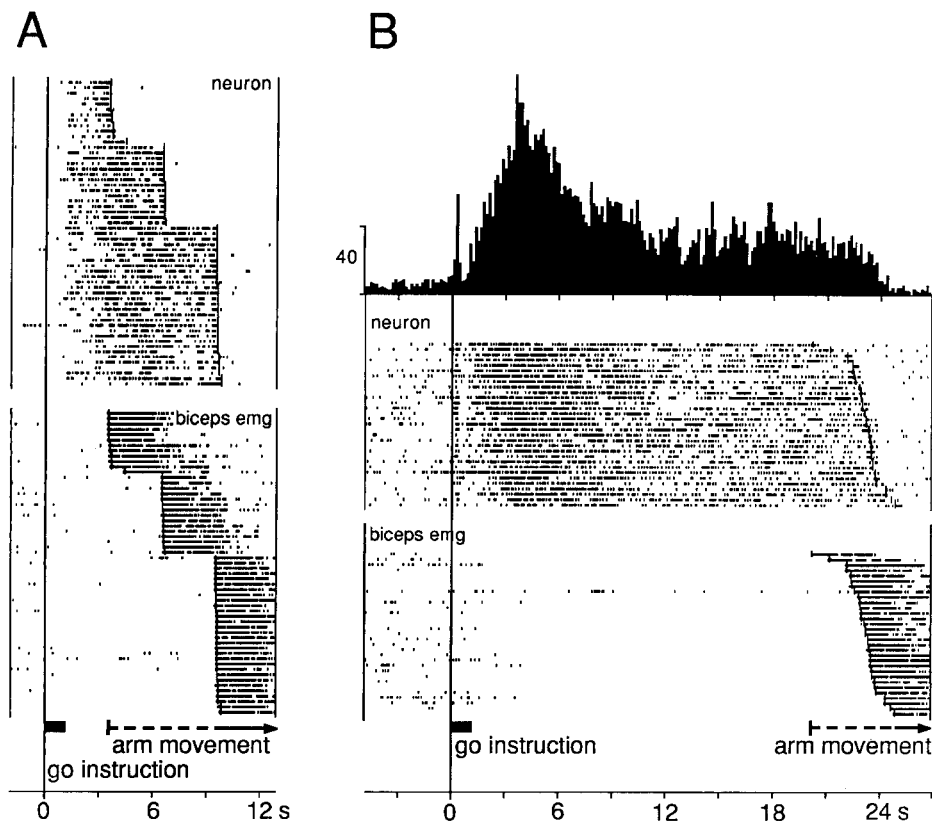 A
B
neuron
biceps emg
arm movement
go instruction
0 6 12 s
40
neuron
biceps emg
go instruction
arm movement
0 6 12 18 24 s